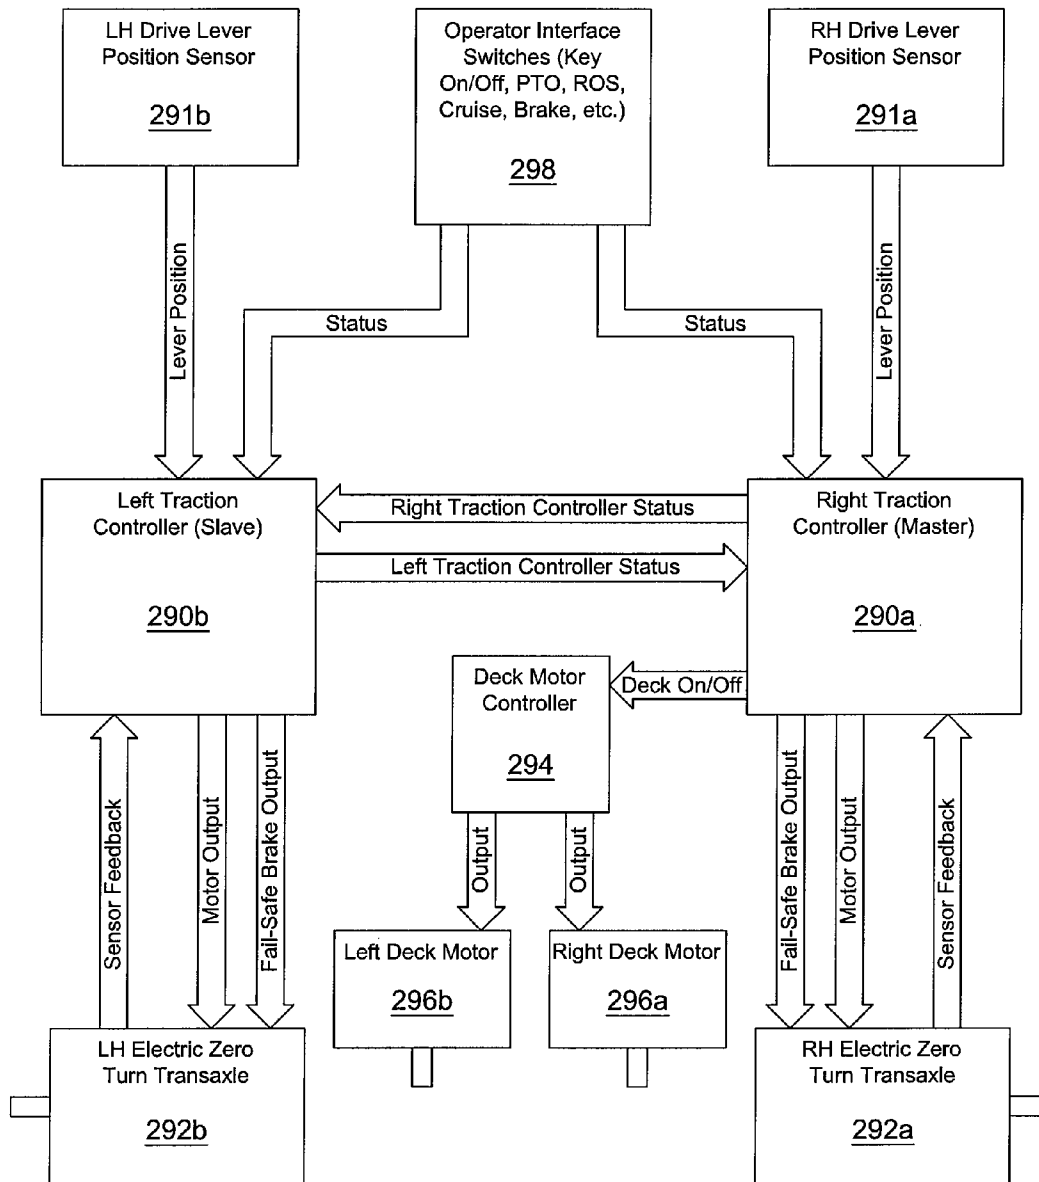 LH Drive Lever
Position Sensor
291b
Operator Interface
Switches (Key
On/Off, PTO, ROS,
Cruise, Brake, etc.)
298
RH Drive Lever
Position Sensor
291a
Lever Position
Status
Status
Lever Position
Left Traction
Controller (Slave)
290b
Right Traction Controller Status
Left Traction Controller Status
Right Traction
Controller (Master)
290a
Deck Motor
Controller
294
Deck On/Off
Sensor Feedback
Motor Output
Fail-Safe Brake Output
Output
Output
Fail-Safe Brake Output
Motor Output
Sensor Feedback
Left Deck Motor
296b
Right Deck Motor
296a
LH Electric Zero
Turn Transaxle
292b
RH Electric Zero
Turn Transaxle
292a